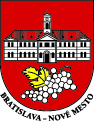 BRATISLAVA – NOVÉ MESTO